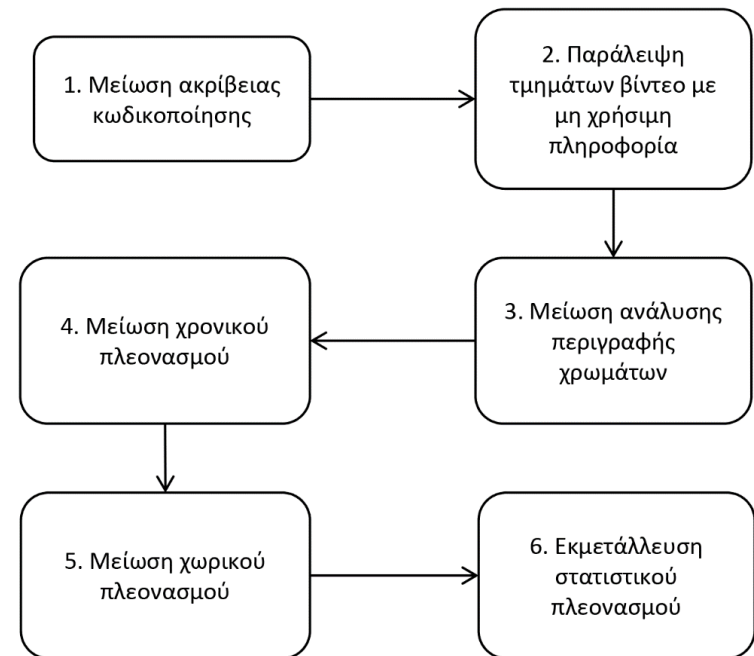 1. Μείωση ακρίβειας
κωδικοποίησης
2. Παράλειψη
τμημάτων βίντεο με
μη χρήσιμη
πληροφορία
3. Μείωση ανάλυσης
περιγραφής
χρωμάτων
4. Μείωση χρονικού
πλεονασμού
5. Μείωση χωρικού
πλεονασμού
6. Εκμετάλλευση
στατιστικού
πλεονασμού